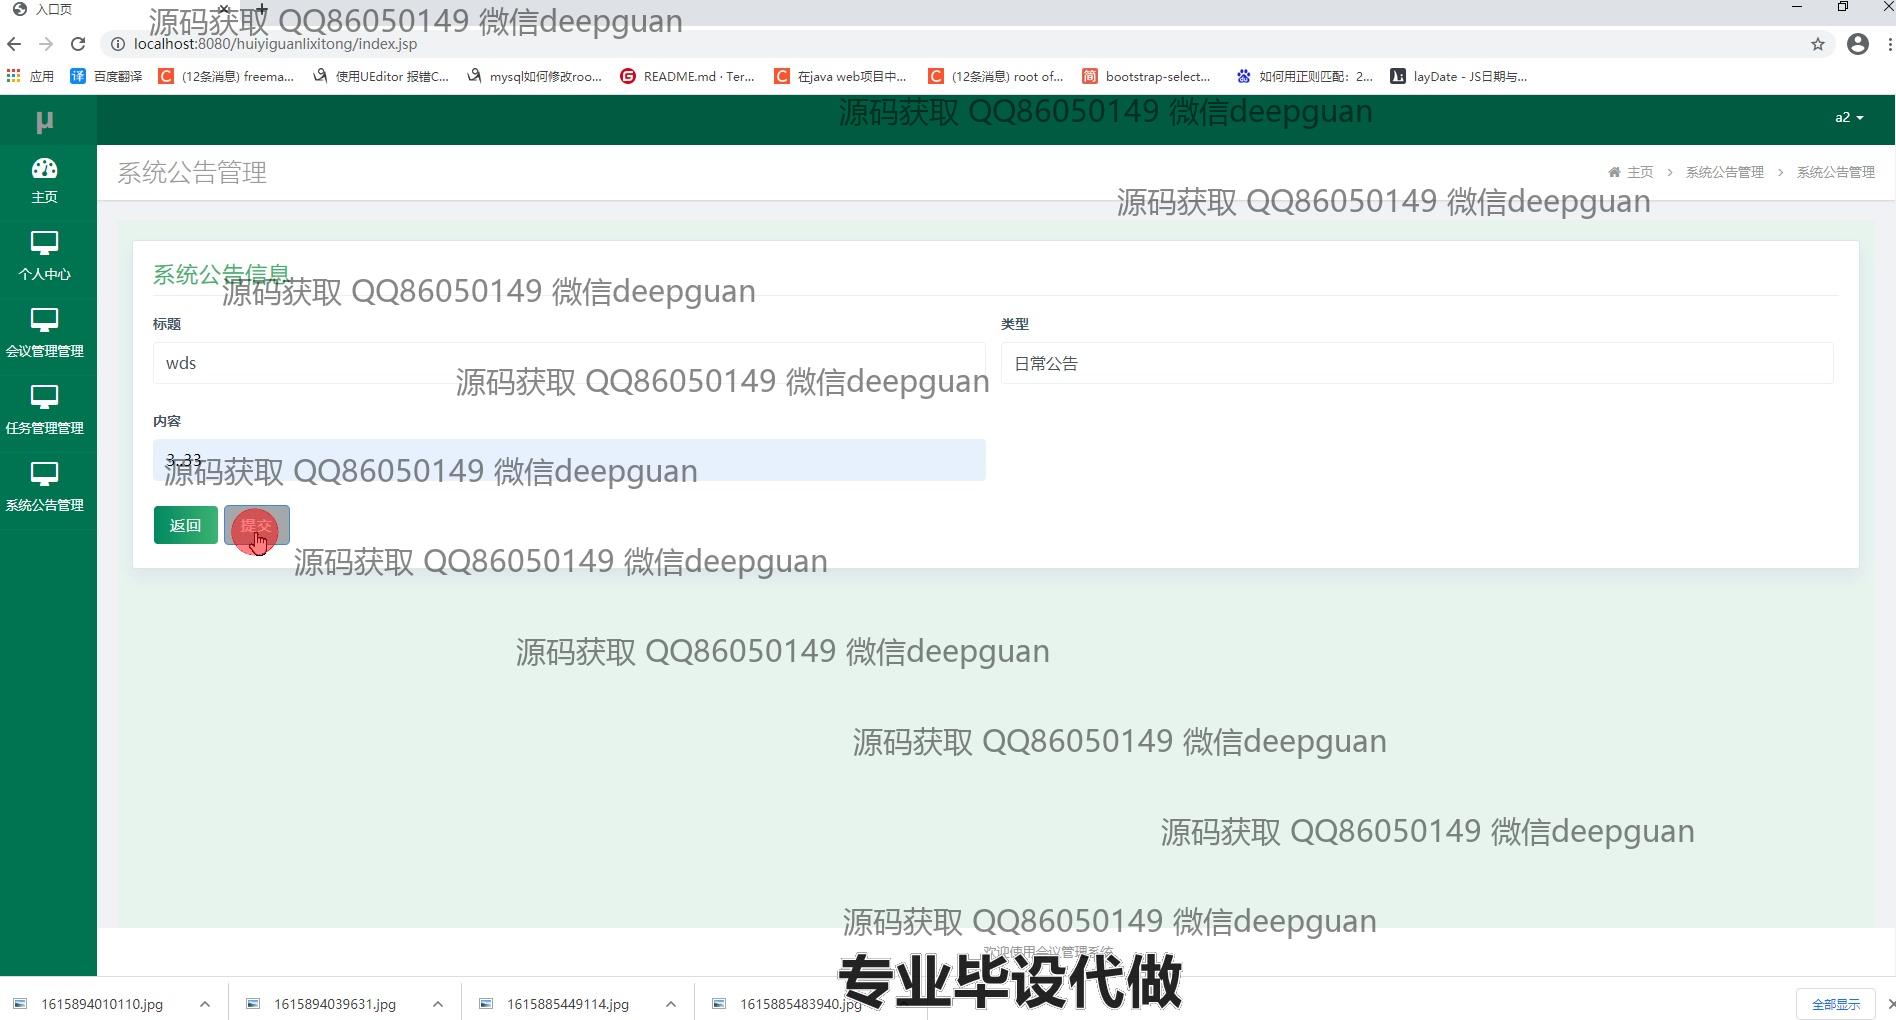 入口页
源码获取 QQ86050149 微信deepguan
localhost:8080/huiyiguanlixitong/index.jsp
应用
百度翻译
(12条消息) freema...
使用UEditor 报错C...
mysql如何修改roo...
README.md · Ter...
在java web项目中...
(12条消息) root of...
bootstrap-select...
如何用正则匹配：2...
layDate - JS日期与...
μ
源码获取 QQ86050149 微信deepguan
a2
主页
个人中心
会议管理管理
任务管理管理
系统公告管理
系统公告管理
主页 > 系统公告管理 > 系统公告管理
源码获取 QQ86050149 微信deepguan
系统公告信息
源码获取 QQ86050149 微信deepguan
标题
类型
wds
日常公告
源码获取 QQ86050149 微信deepguan
内容
3.33
源码获取 QQ86050149 微信deepguan
返回
提交
源码获取 QQ86050149 微信deepguan
源码获取 QQ86050149 微信deepguan
源码获取 QQ86050149 微信deepguan
源码获取 QQ86050149 微信deepguan
源码获取 QQ86050149 微信deepguan
欢迎使用会议管理系统
专业毕设代做
1615894010110.jpg
1615894039631.jpg
1615885449114.jpg
1615885483940.jpg
全部显示